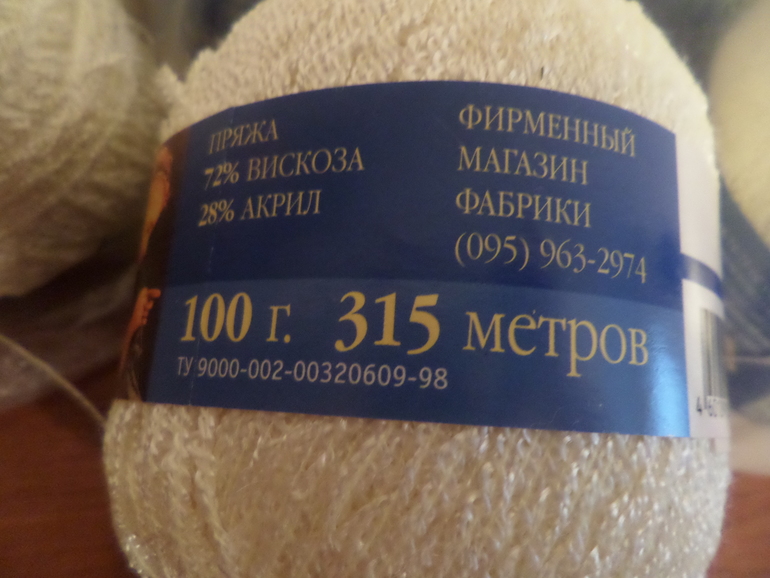 ПРЯЖА
72% ВИСКОЗА
28% АКРИЛ
ФИРМЕННЫЙ
МАГАЗИН
ФАБРИКИ
(095) 963-2974
100 г. 315 метров
ТУ 9000-002-00320609-98